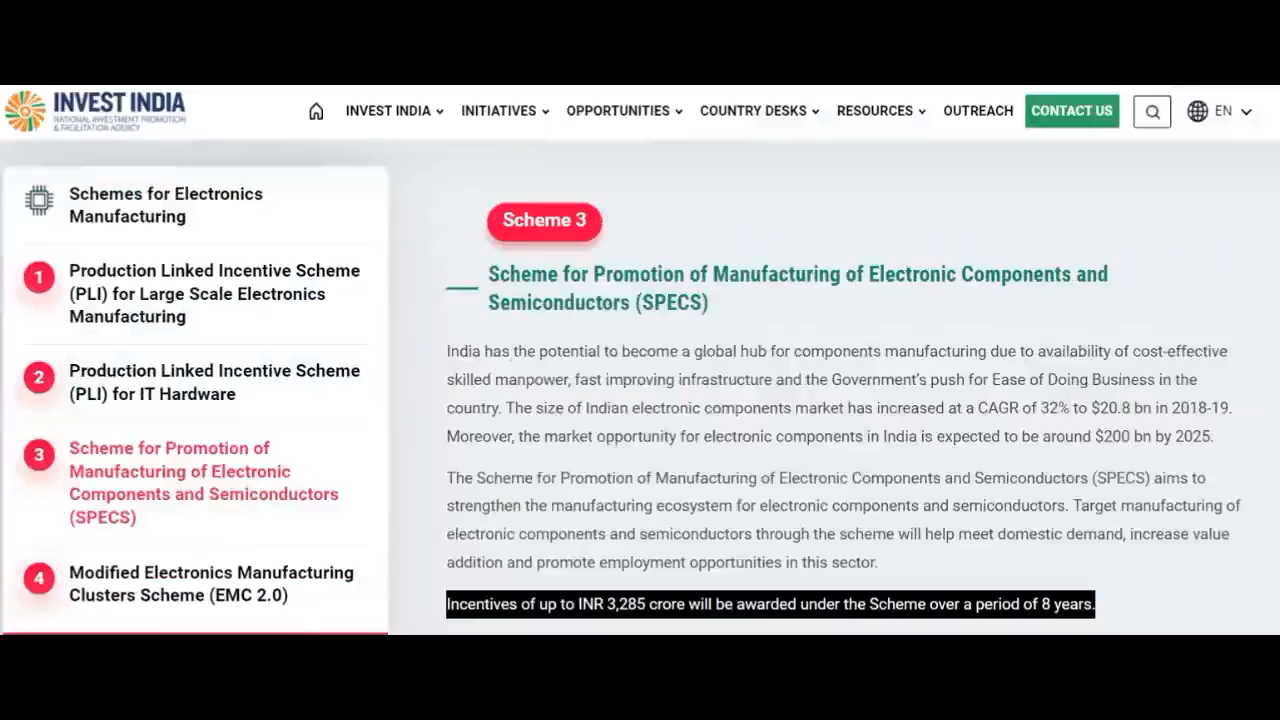 INVEST INDIA
NATIONAL INVESTMENT PROMOTION
& FACILITATION AGENCY
INVEST INDIA
INITIATIVES
OPPORTUNITIES
COUNTRY DESKS
RESOURCES
OUTREACH
CONTACT US
EN
Schemes for Electronics
Manufacturing
1
Production Linked Incentive Scheme
(PLI) for Large Scale Electronics
Manufacturing
2
Production Linked Incentive Scheme
(PLI) for IT Hardware
3
Scheme for Promotion of
Manufacturing of Electronic
Components and Semiconductors
(SPECS)
4
Modified Electronics Manufacturing
Clusters Scheme (EMC 2.0)
Scheme 3
Scheme for Promotion of Manufacturing of Electronic Components and
Semiconductors (SPECS)
India has the potential to become a global hub for components manufacturing due to availability of cost-effective
skilled manpower, fast improving infrastructure and the Government's push for Ease of Doing Business in the
country. The size of Indian electronic components market has increased at a CAGR of 32% to $20.8 bn in 2018-19.
Moreover, the market opportunity for electronic components in India is expected to be around $200 bn by 2025.
The Scheme for Promotion of Manufacturing of Electronic Components and Semiconductors (SPECS) aims to
strengthen the manufacturing ecosystem for electronic components and semiconductors. Target manufacturing of
electronic components and semiconductors through the scheme will help meet domestic demand, increase value
addition and promote employment opportunities in this sector.
Incentives of up to INR 3,285 crore will be awarded under the Scheme over a period of 8 years.